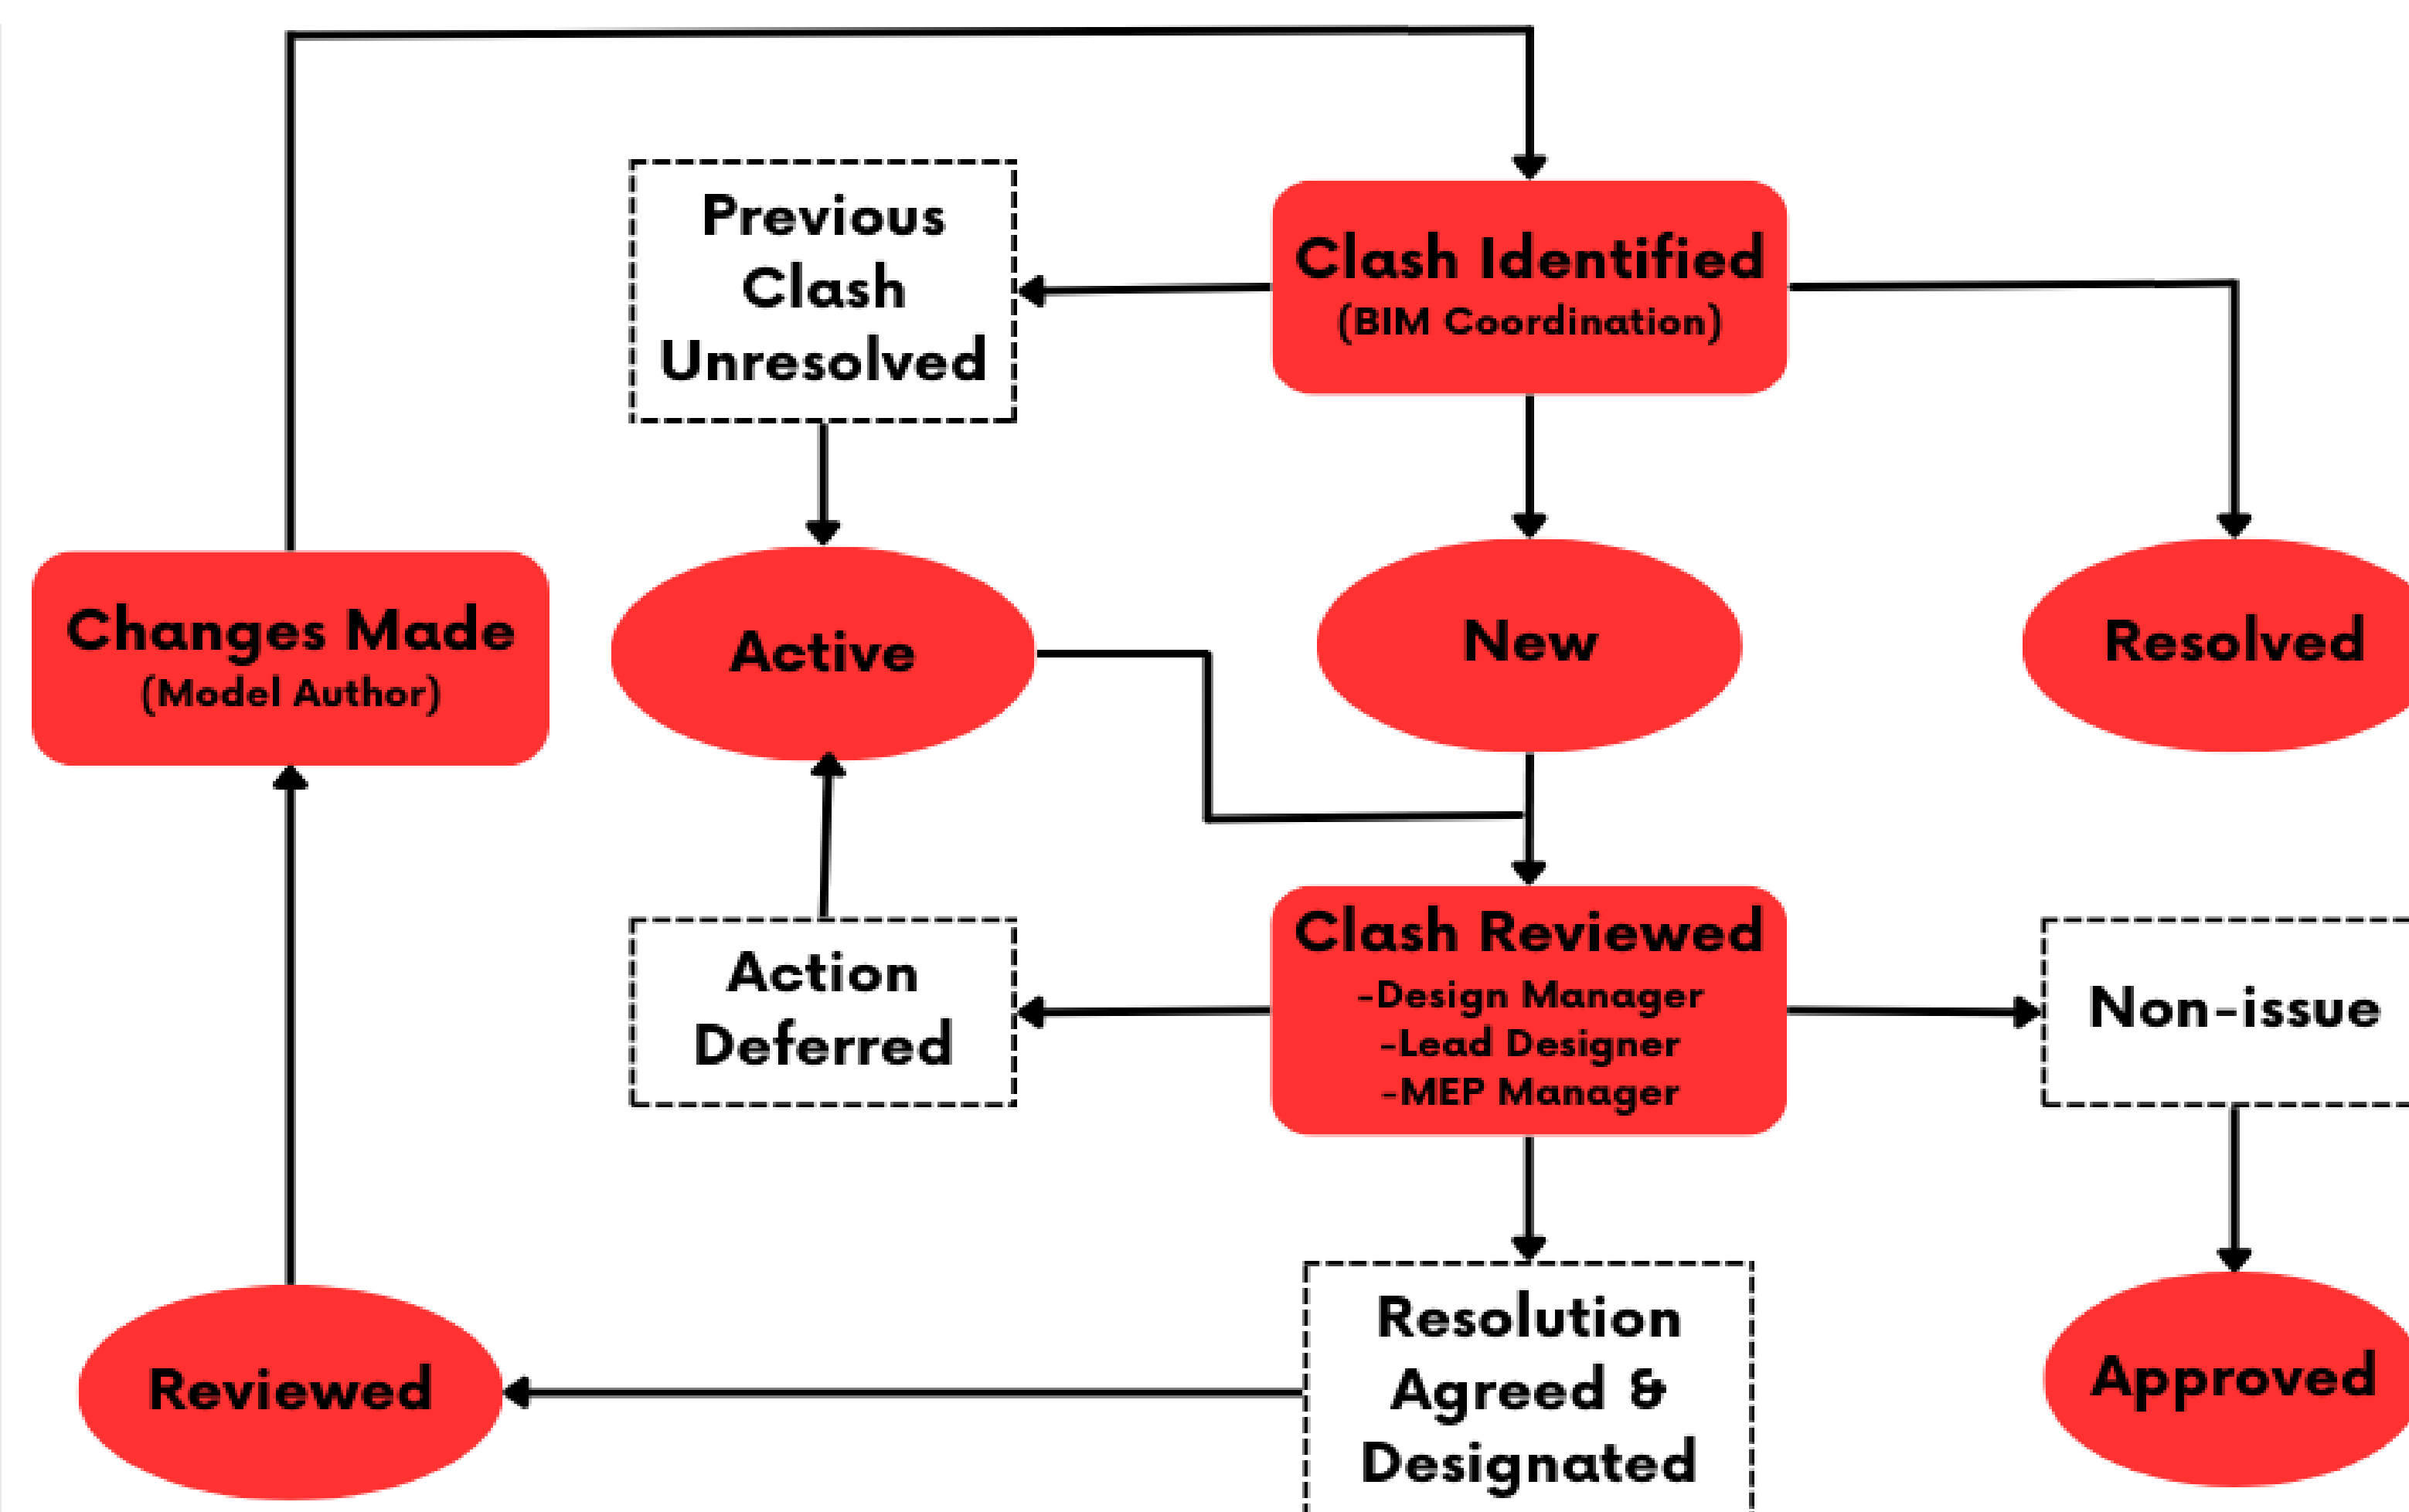 Previous
Clash
Unresolved
Clash Identified
(BIM Coordination)
Changes Made
(Model Author)
Active
New
Resolved
Action
Deferred
Clash Reviewed
-Design Manager
-Lead Designer
-MEP Manager
Non-issue
Reviewed
Resolution
Agreed &
Designated
Approved